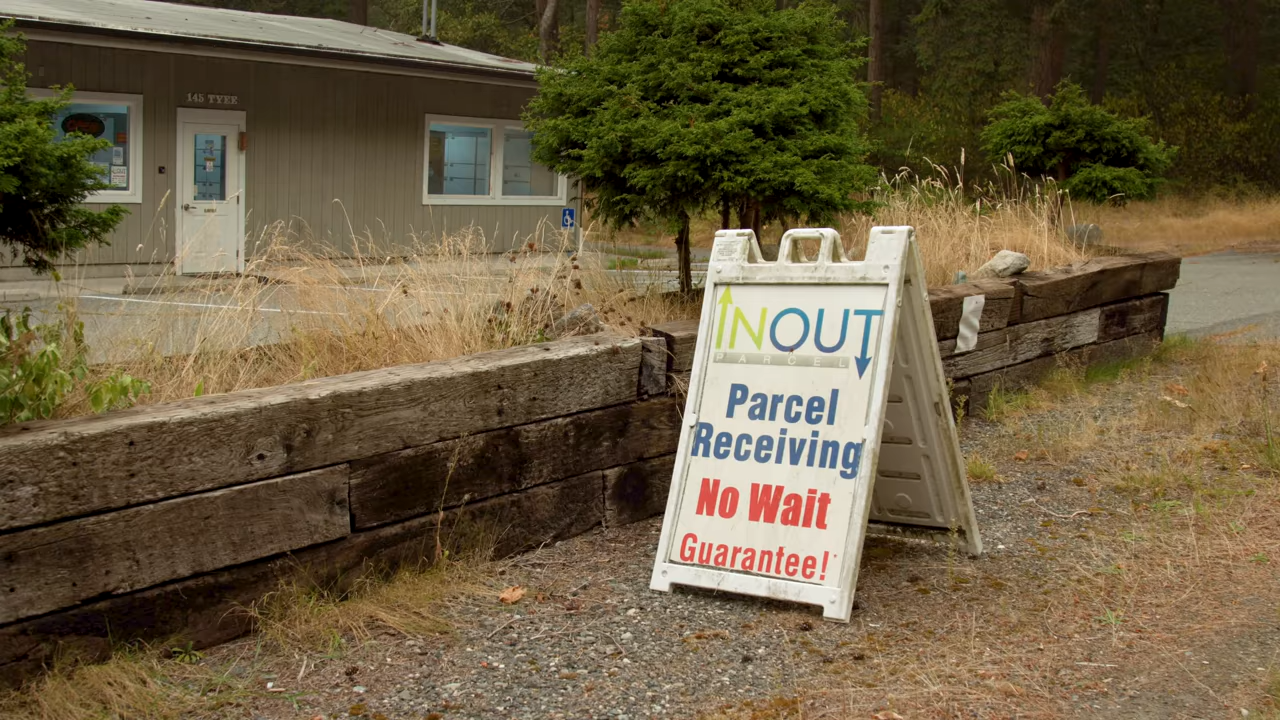 145 TYEE
INOUT
PARCEL
Parcel
Receiving
No Wait
Guarantee!*